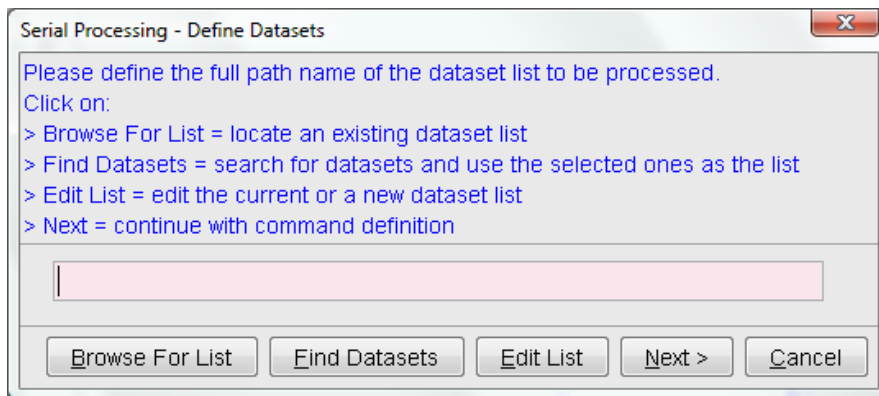 Serial Processing - Define Datasets
Please define the full path name of the dataset list to be processed.
Click on:
> Browse For List = locate an existing dataset list
> Find Datasets = search for datasets and use the selected ones as the list
> Edit List = edit the current or a new dataset list
> Next = continue with command definition
Browse For List Find Datasets Edit List Next > Cancel